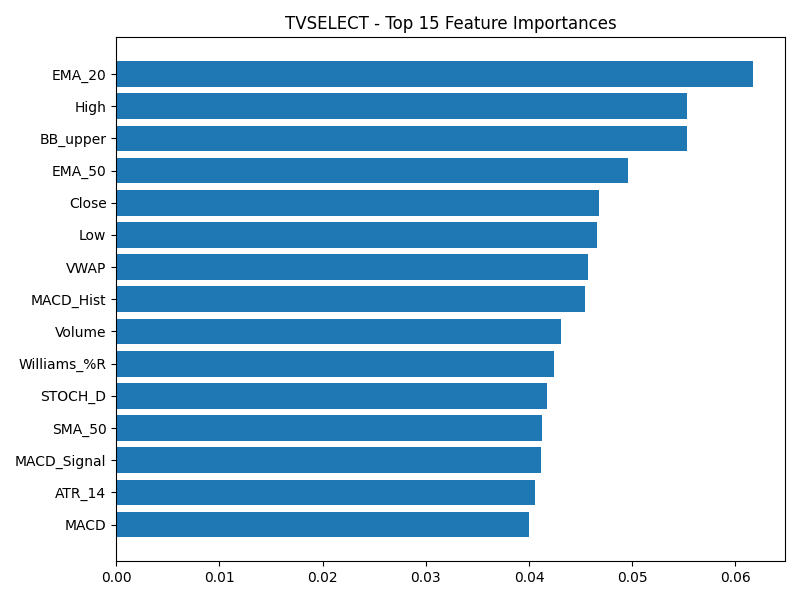 TVSELECT - Top 15 Feature Importances
EMA_20
High
BB_upper
EMA_50
Close
Low
VWAP
MACD_Hist
Volume
Williams_%R
STOCH_D
SMA_50
MACD_Signal
ATR_14
MACD
0.00 0.01 0.02 0.03 0.04 0.05 0.06